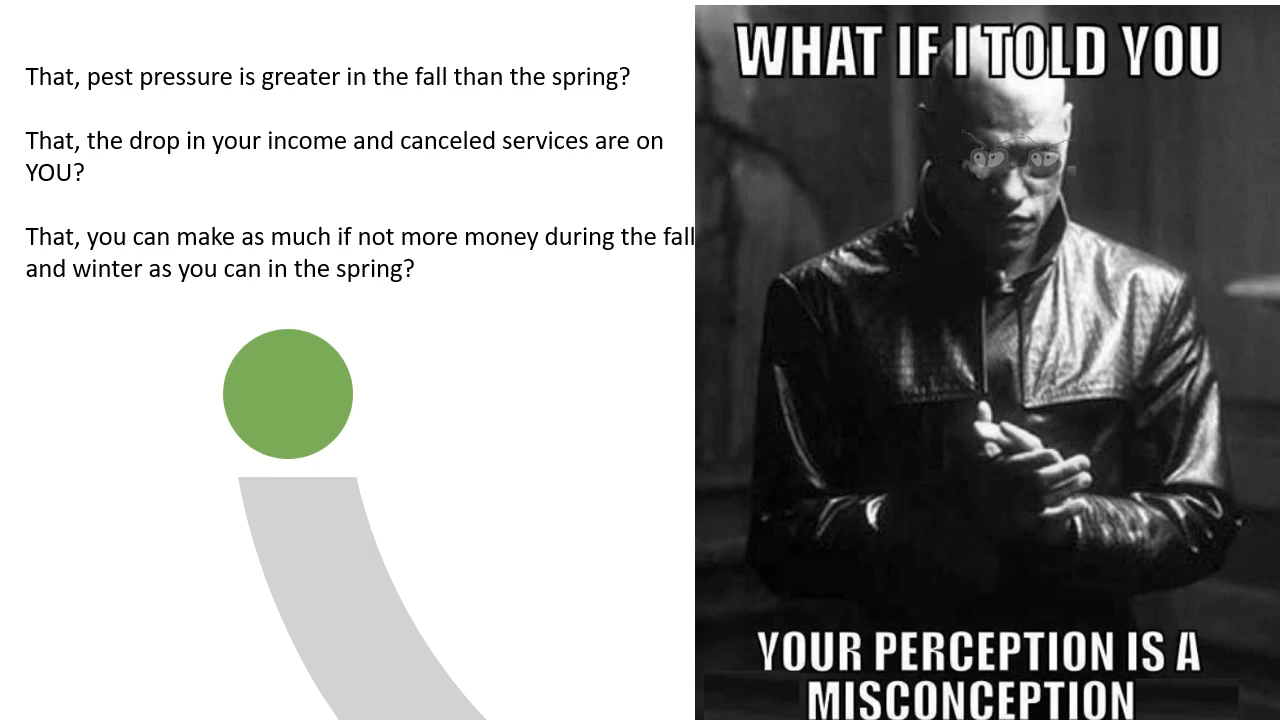 That, pest pressure is greater in the fall than the spring?
That, the drop in your income and canceled services are on
YOU?
That, you can make as much if not more money during the fall
and winter as you can in the spring?
WHAT IF I TOLD YOU
YOUR PERCEPTION IS A
MISCONCEPTION